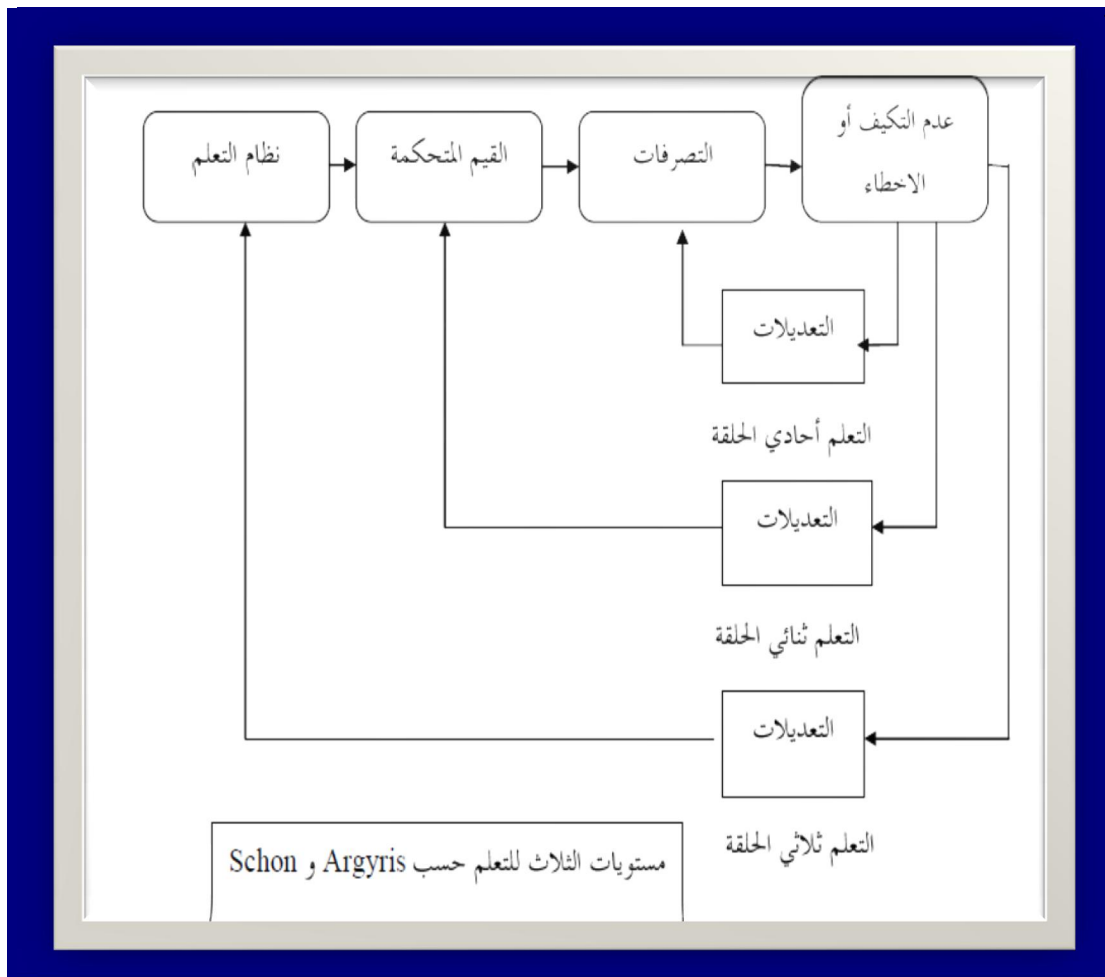 عدم التكيف أو
الاخطاء
التصرفات
القيم المتحكمة
نظام التعلم
التعديلات
التعلم أحادي الحلقة
التعديلات
التعلم ثنائي الحلقة
التعديلات
التعلم ثلاثي الحلقة
مستويات الثلاث للتعلم حسب Argyris و Schon